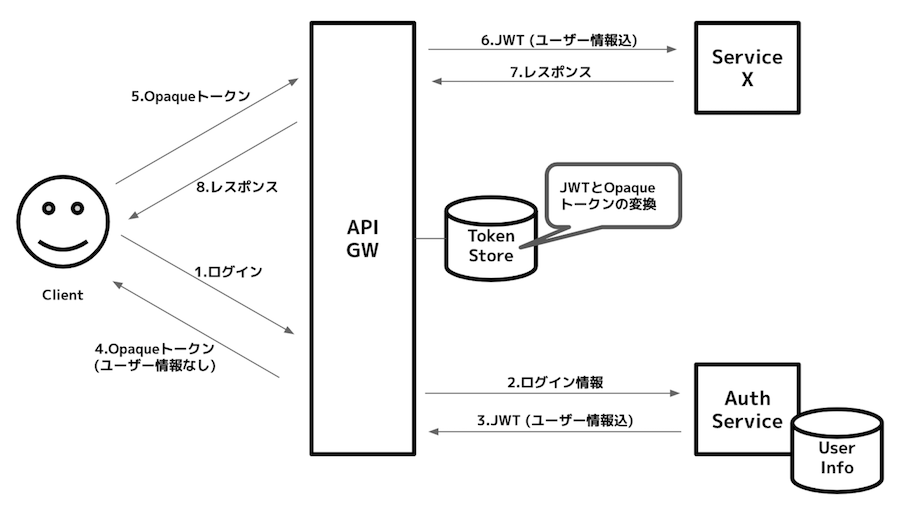 6.JWT (ユーザー情報込)
7.レスポンス
Service
X
5.Opaqueトークン
8.レスポンス
JWTとOpaque
トークンの変換
API
GW
Token
Store
Client
1.ログイン
4.Opaqueトークン
(ユーザー情報なし)
2.ログイン情報
3.JWT (ユーザー情報込)
Auth
Service
User
Info